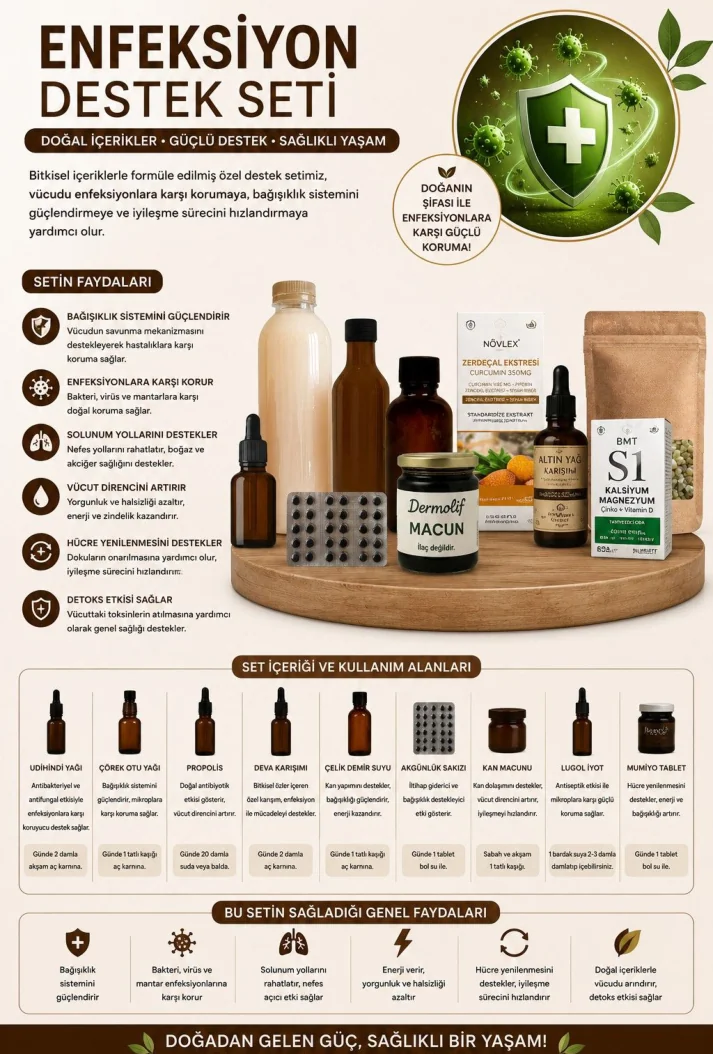 ENFEKSİYON
DESTEK SETİ
DOĞAL İÇERİKLER • GÜÇLÜ DESTEK • SAĞLIKLI YAŞAM
Bitkisel içeriklerle formüle edilmiş özel destek setimiz,
vücudu enfeksiyonlara karşı korumaya, bağışıklık sistemini
güçlendirmeye ve iyileşme sürecini hızlandırmaya
yardımcı olur.
DOĞANIN
ŞİFASI İLE
ENFEKSİYONLARA
KARŞI GÜÇLÜ
KORUMA!
SETİN FAYDALARI
BAĞIŞIKLIK SİSTEMİNİ GÜÇLENDİRİR
Vücudun savunma mekanizmasını
destekleyerek hastalıklara karşı
koruma sağlar.
ENFEKSİYONLARA KARŞI KORUR
Bakteri, virüs ve mantarlara karşı
doğal koruma sağlar.
SOLUNUM YOLLARINI DESTEKLER
Nefes yollarını rahatlatır, boğaz ve
akciğer sağlığını destekler.
VÜCUT DİRENCİNİ ARTIRIR
Yorgunluk ve halsizliği azaltır,
enerji ve zindelik kazandırır.
HÜCRE YENİLENMESİNİ DESTEKLER
Dokuların onarılmasına yardımcı olur,
iyileşme sürecini hızlandırır.
DETOKS ETKİSİ SAĞLAR
Vücuttaki toksinlerin atılmasına yardımcı
olarak genel sağlığı destekler.
NÖVLEX
ZERDEÇAL EKSTRESİ
CURCUMIN 350MG
STANDARDIZE EKSTRAKT
Dermolif
MACUN
İlaç değildir.
ALTIN YAĞ
KARIŞIMI
BMT
S1
KALSİYUM
MAGNEZYUM
Çinko + Vitamin D
SET İÇERİĞİ VE KULLANIM ALANLARI
UDİHİNDİ YAĞI
Antibakteriyel ve
antifungal etkisiyle
enfeksiyonlara karşı
koruyucu destek sağlar.
Günde 2 damla
akşam aç karnına.
ÇÖREK OTU YAĞI
Bağışıklık sistemini
güçlendirir, mikroplara
karşı koruma sağlar.
Günde 1 tatlı kaşığı
aç karnına.
PROPOLİS
Doğal antibiyotik
etkisi gösterir,
vücut direncini artırır.
Günde 20 damla
suda veya balda.
DEVA KARIŞIMI
Bitkisel özler içeren
özel karışım, enfeksiyon
ile mücadeleyi destekler.
Günde 2 damla
aç karnına.
ÇELİK DEMİR SUYU
Kan yapımını destekler,
bağışıklığı güçlendirir,
enerji kazandırır.
Günde 1 tatlı kaşığı
aç karnına.
AKGÜNLÜK SAKIZI
İltihap giderici ve
bağışıklık destekleyici
etki gösterir.
Günde 1 tablet
bol su ile.
KAN MACUNU
Kan dolaşımını destekler,
vücut direncini artırır,
iyileşmeyi hızlandırır.
Sabah ve akşam
1 tatlı kaşığı.
LUGOL İYOT
Antiseptik etkisi ile
mikroplara karşı güçlü
koruma sağlar.
1 bardak suya 2-3 damla
damlatıp içebilirsiniz.
MUMİYO TABLET
Hücre yenilenmesini
destekler, enerji ve
bağışıklığı artırır.
Günde 1 tablet
bol su ile.
BU SETİN SAĞLADIĞI GENEL FAYDALARI
Bağışıklık
sistemini
güçlendirir
Bakteri, virüs ve
mantar enfeksiyonlarına
karşı korur
Solunum yollarını
rahatlatır, nefes
açıcı etki sağlar
Enerji verir,
yorgunluk ve halsizliği
azaltır
Hücre yenilenmesini
destekler, iyileşme
sürecini hızlandırır
Doğal içeriklerle
vücudu arındırır,
detoks etkisi sağlar
DOĞADAN GELEN GÜÇ, SAĞLIKLI BİR YAŞAM!